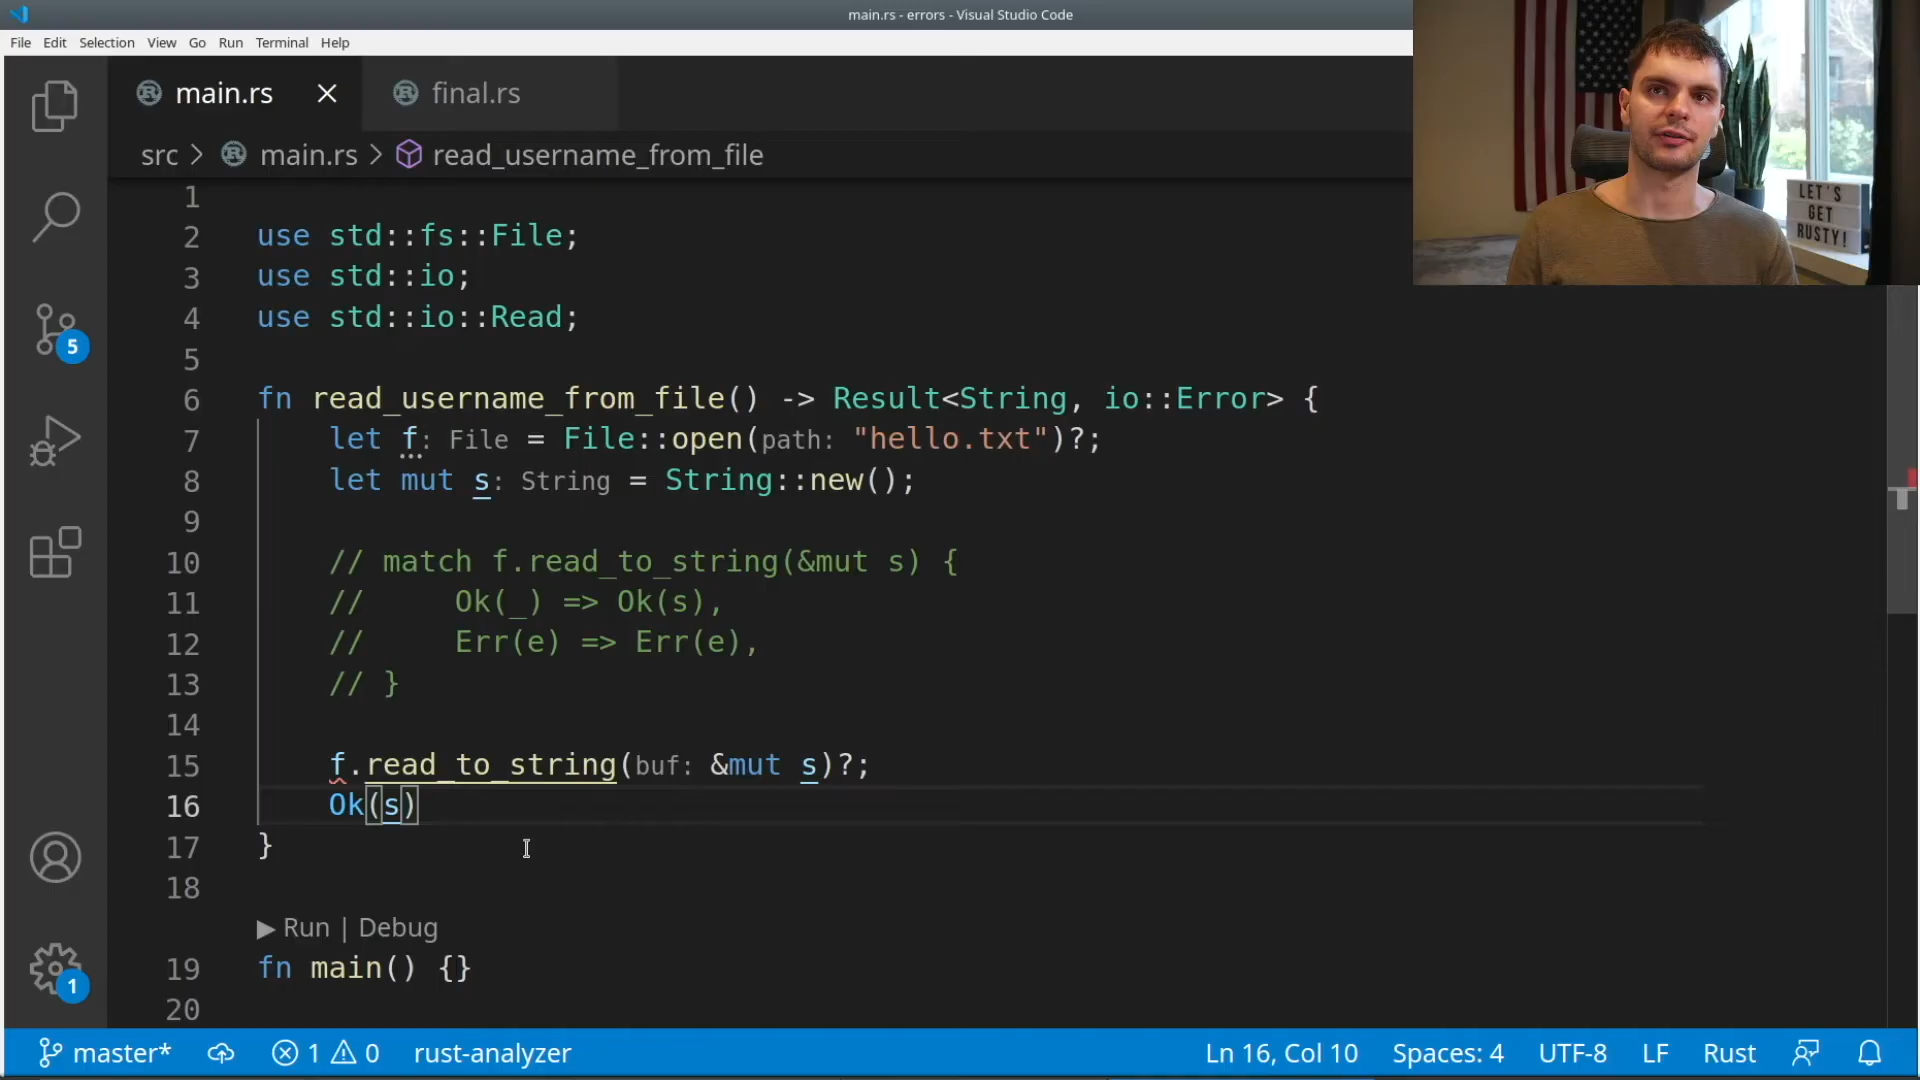 main.rs - errors - Visual Studio Code
File Edit Selection View Go Run Terminal Help
main.rs final.rs
src > main.rs > read_username_from_file
1
2 use std::fs::File;
3 use std::io;
4 use std::io::Read;
5
6 fn read_username_from_file() -> Result<String, io::Error> {
7 let f: File = File::open(path: "hello.txt")?;
8 let mut s: String = String::new();
9
10 // match f.read_to_string(&mut s) {
11 //     Ok(_) => Ok(s),
12 //     Err(e) => Err(e),
13 // }
14
15 f.read_to_string(buf: &mut s)?;
16 Ok(s)
17 }
18
▶ Run | Debug
19 fn main() {}
20
LET'S
GET
RUSTY!
5
1
master* 1 0 rust-analyzer Ln 16, Col 10 Spaces: 4 UTF-8 LF Rust